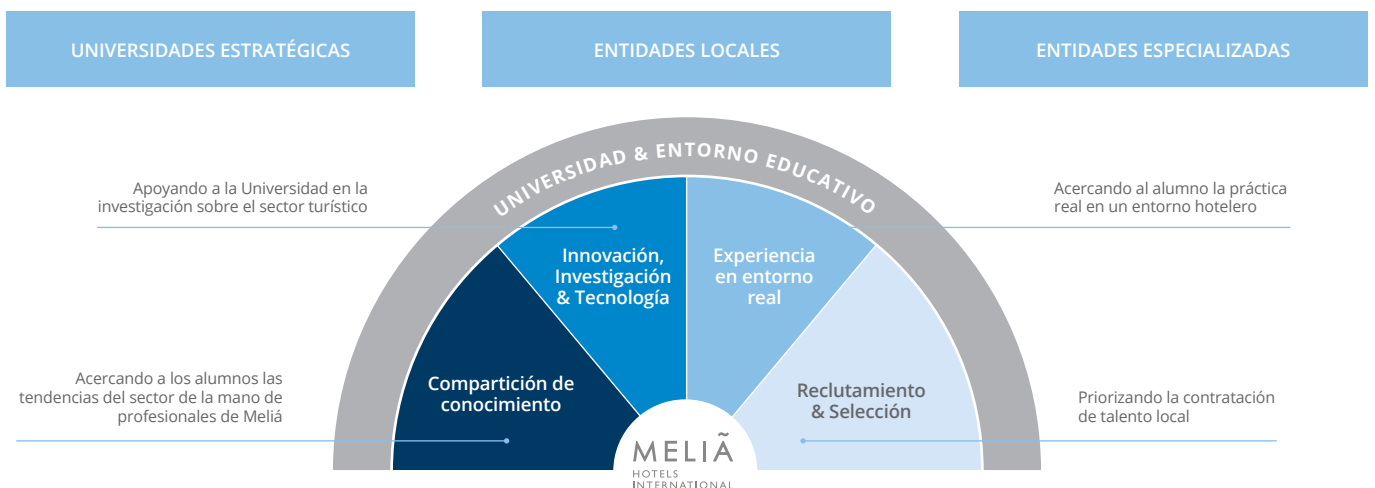 UNIVERSIDADES ESTRATÉGICAS
ENTIDADES LOCALES
ENTIDADES ESPECIALIZADAS
UNIVERSIDAD & ENTORNO EDUCATIVO
Apoyando a la Universidad en la
investigación sobre el sector turístico
Innovación,
Investigación
& Tecnología
Experiencia
en entorno
real
Acercando al alumno la práctica
real en un entorno hotelero
Acercando a los alumnos las
tendencias del sector de la mano de
profesionales de Meliá
Compartición de
conocimiento
Reclutamiento
& Selección
Priorizando la contratación
de talento local
MELIÃ
HOTELS
INTERNATIONAL